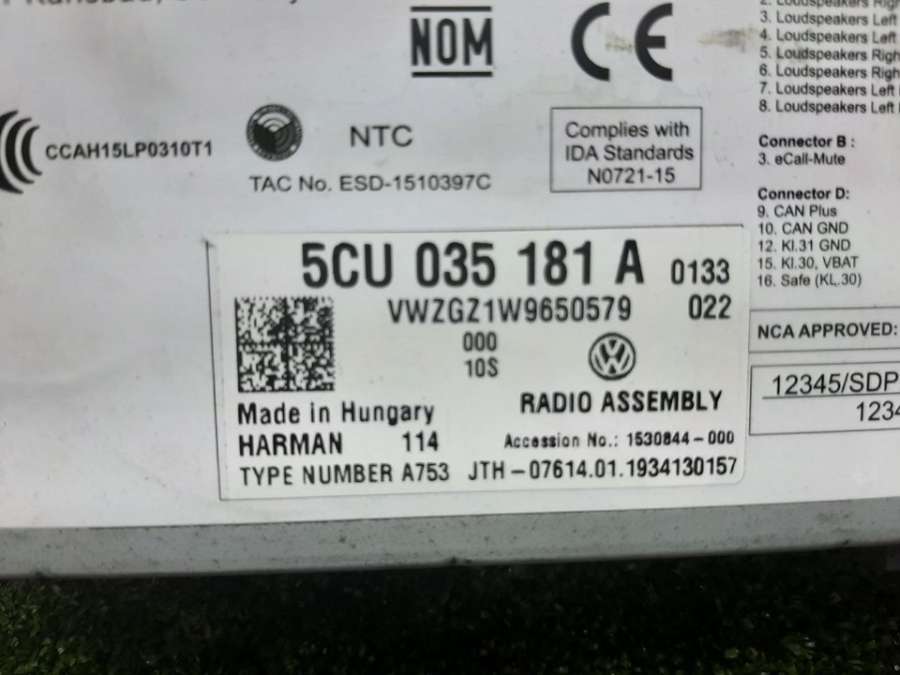 NOM CE
CCAH15LP0310T1
NTC
TAC No. ESD-1510397C
Complies with
IDA Standards
N0721-15
2. Loudspeakers
3. Loudspeakers Left
4. Loudspeakers Left
5. Loudspeakers
6. Loudspeakers
7. Loudspeakers Left
8. Loudspeakers Left
Connector B :
3. eCall-Mute
Connector D:
9. CAN Plus
10. CAN GND
12. Kl.31 GND
15. Kl.30, VBAT
16. Safe (KL.30)
NCA APPROVED:
12345/SDP
1234
5CU 035 181 A 0133
VWZGZ1W9650579 022
000
10S
RADIO ASSEMBLY
Made in Hungary
HARMAN 114 Accession No.: 1530844-000
TYPE NUMBER A753 JTH-07614.01.1934130157